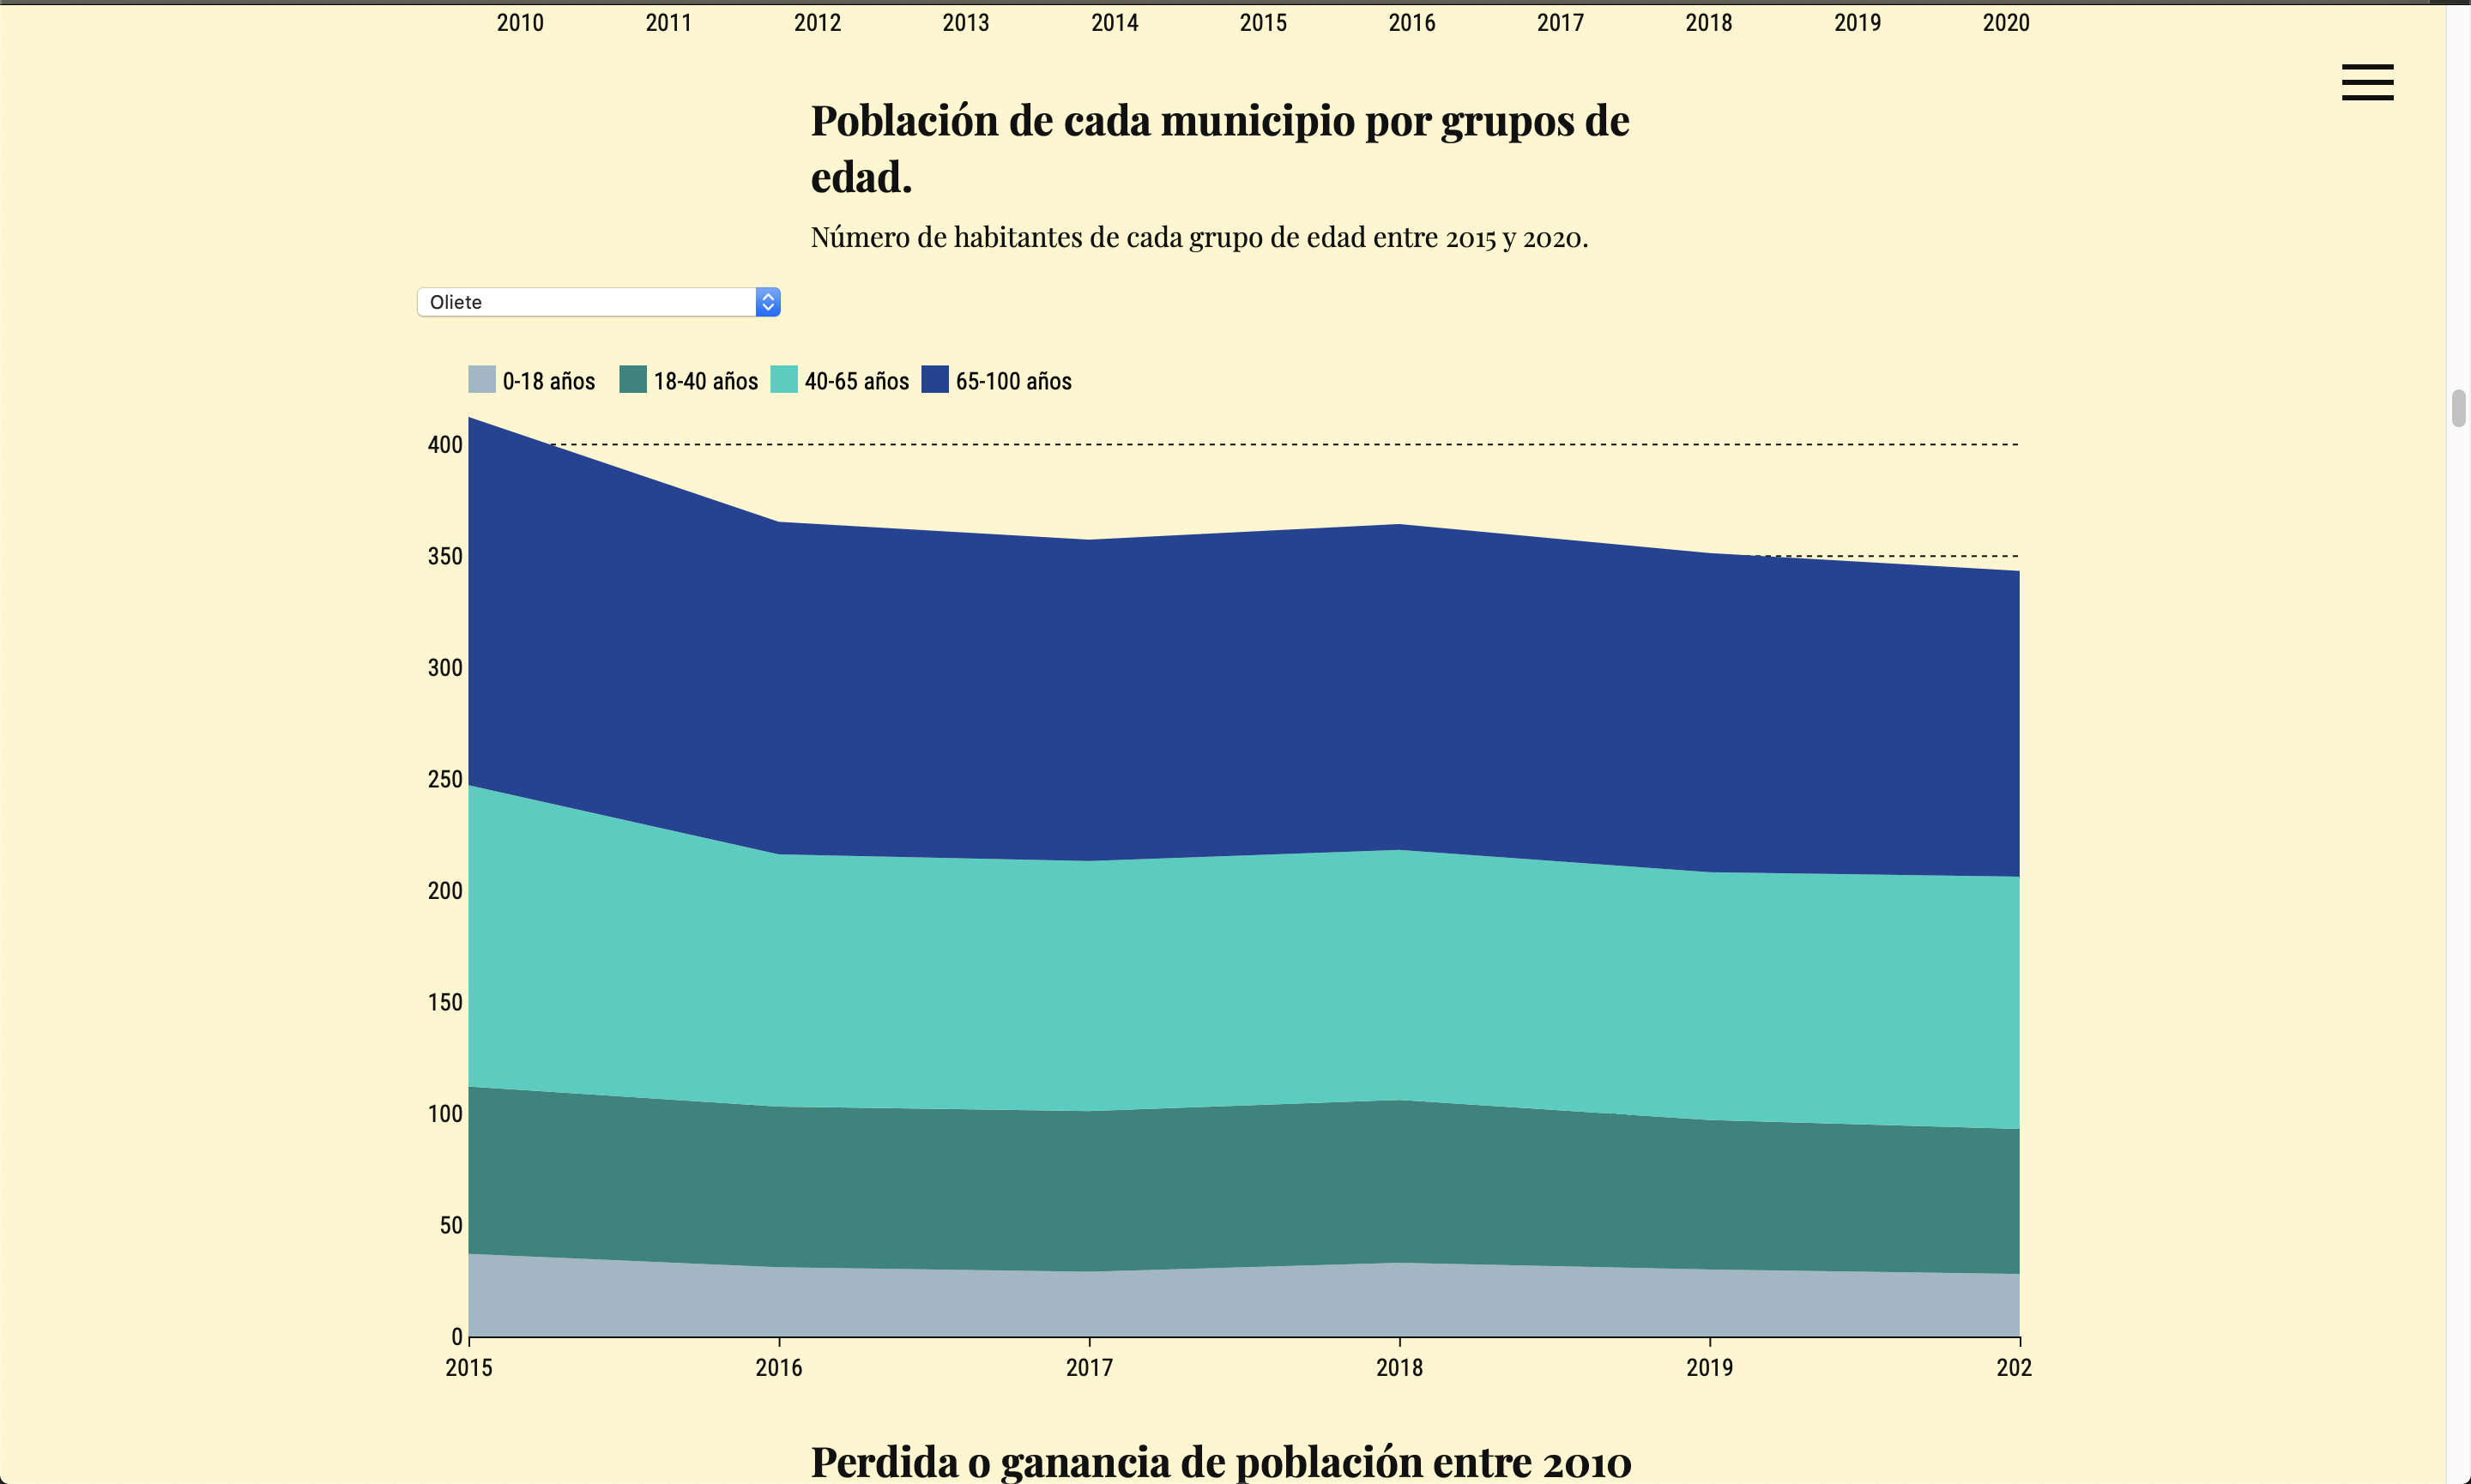 2010 2011 2012 2013 2014 2015 2016 2017 2018 2019 2020
Población de cada municipio por grupos de
edad.
Número de habitantes de cada grupo de edad entre 2015 y 2020.
Oliete
0-18 años 18-40 años 40-65 años 65-100 años
400
350
300
250
200
150
100
50
0
2015 2016 2017 2018 2019 202
Perdida o ganancia de población entre 2010